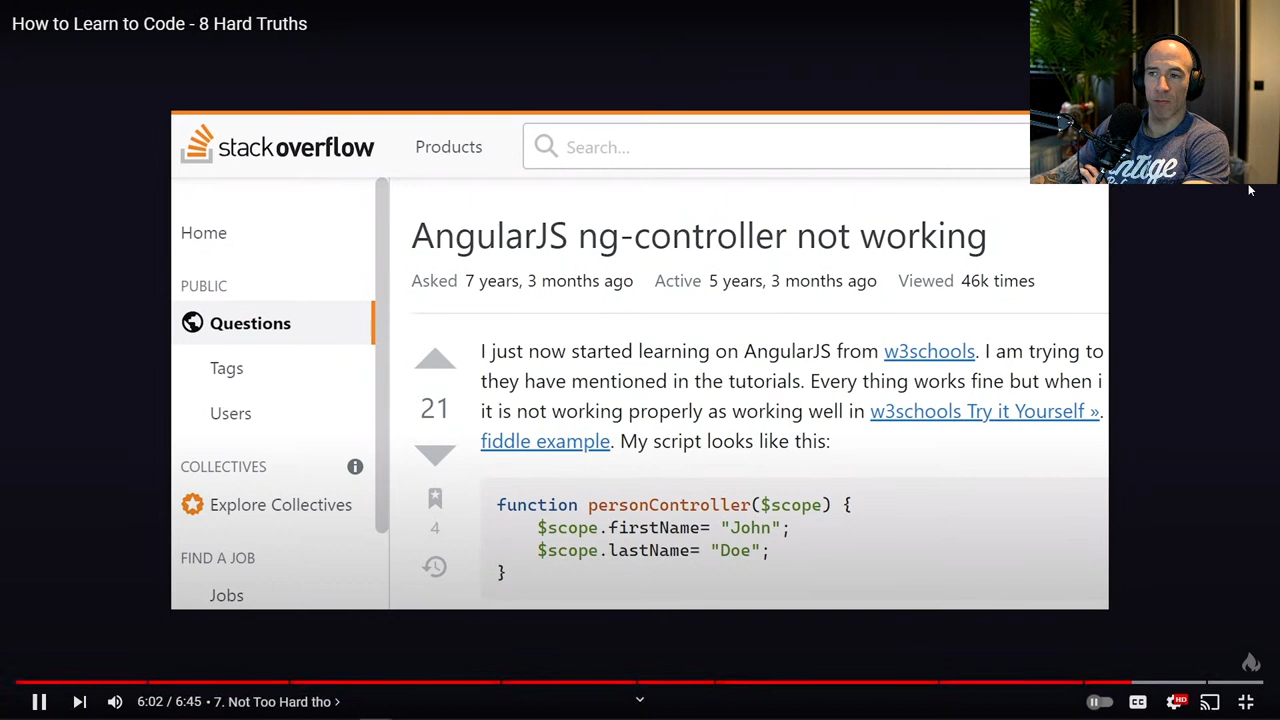 How to Learn to Code - 8 Hard Truths
stackoverflow
Products
Search...
Home
PUBLIC
Questions
Tags
Users
COLLECTIVES
Explore Collectives
FIND A JOB
Jobs
AngularJS ng-controller not working
Asked 7 years, 3 months ago Active 5 years, 3 months ago Viewed 46k times
21
4
I just now started learning on AngularJS from w3schools. I am trying to
they have mentioned in the tutorials. Every thing works fine but when i
it is not working properly as working well in w3schools Try it Yourself ».
fiddle example. My script looks like this:
function personController($scope) {
$scope.firstName= "John";
$scope.lastName= "Doe";
}
6:02 / 6:45 • 7. Not Too Hard tho ›
CC
HD